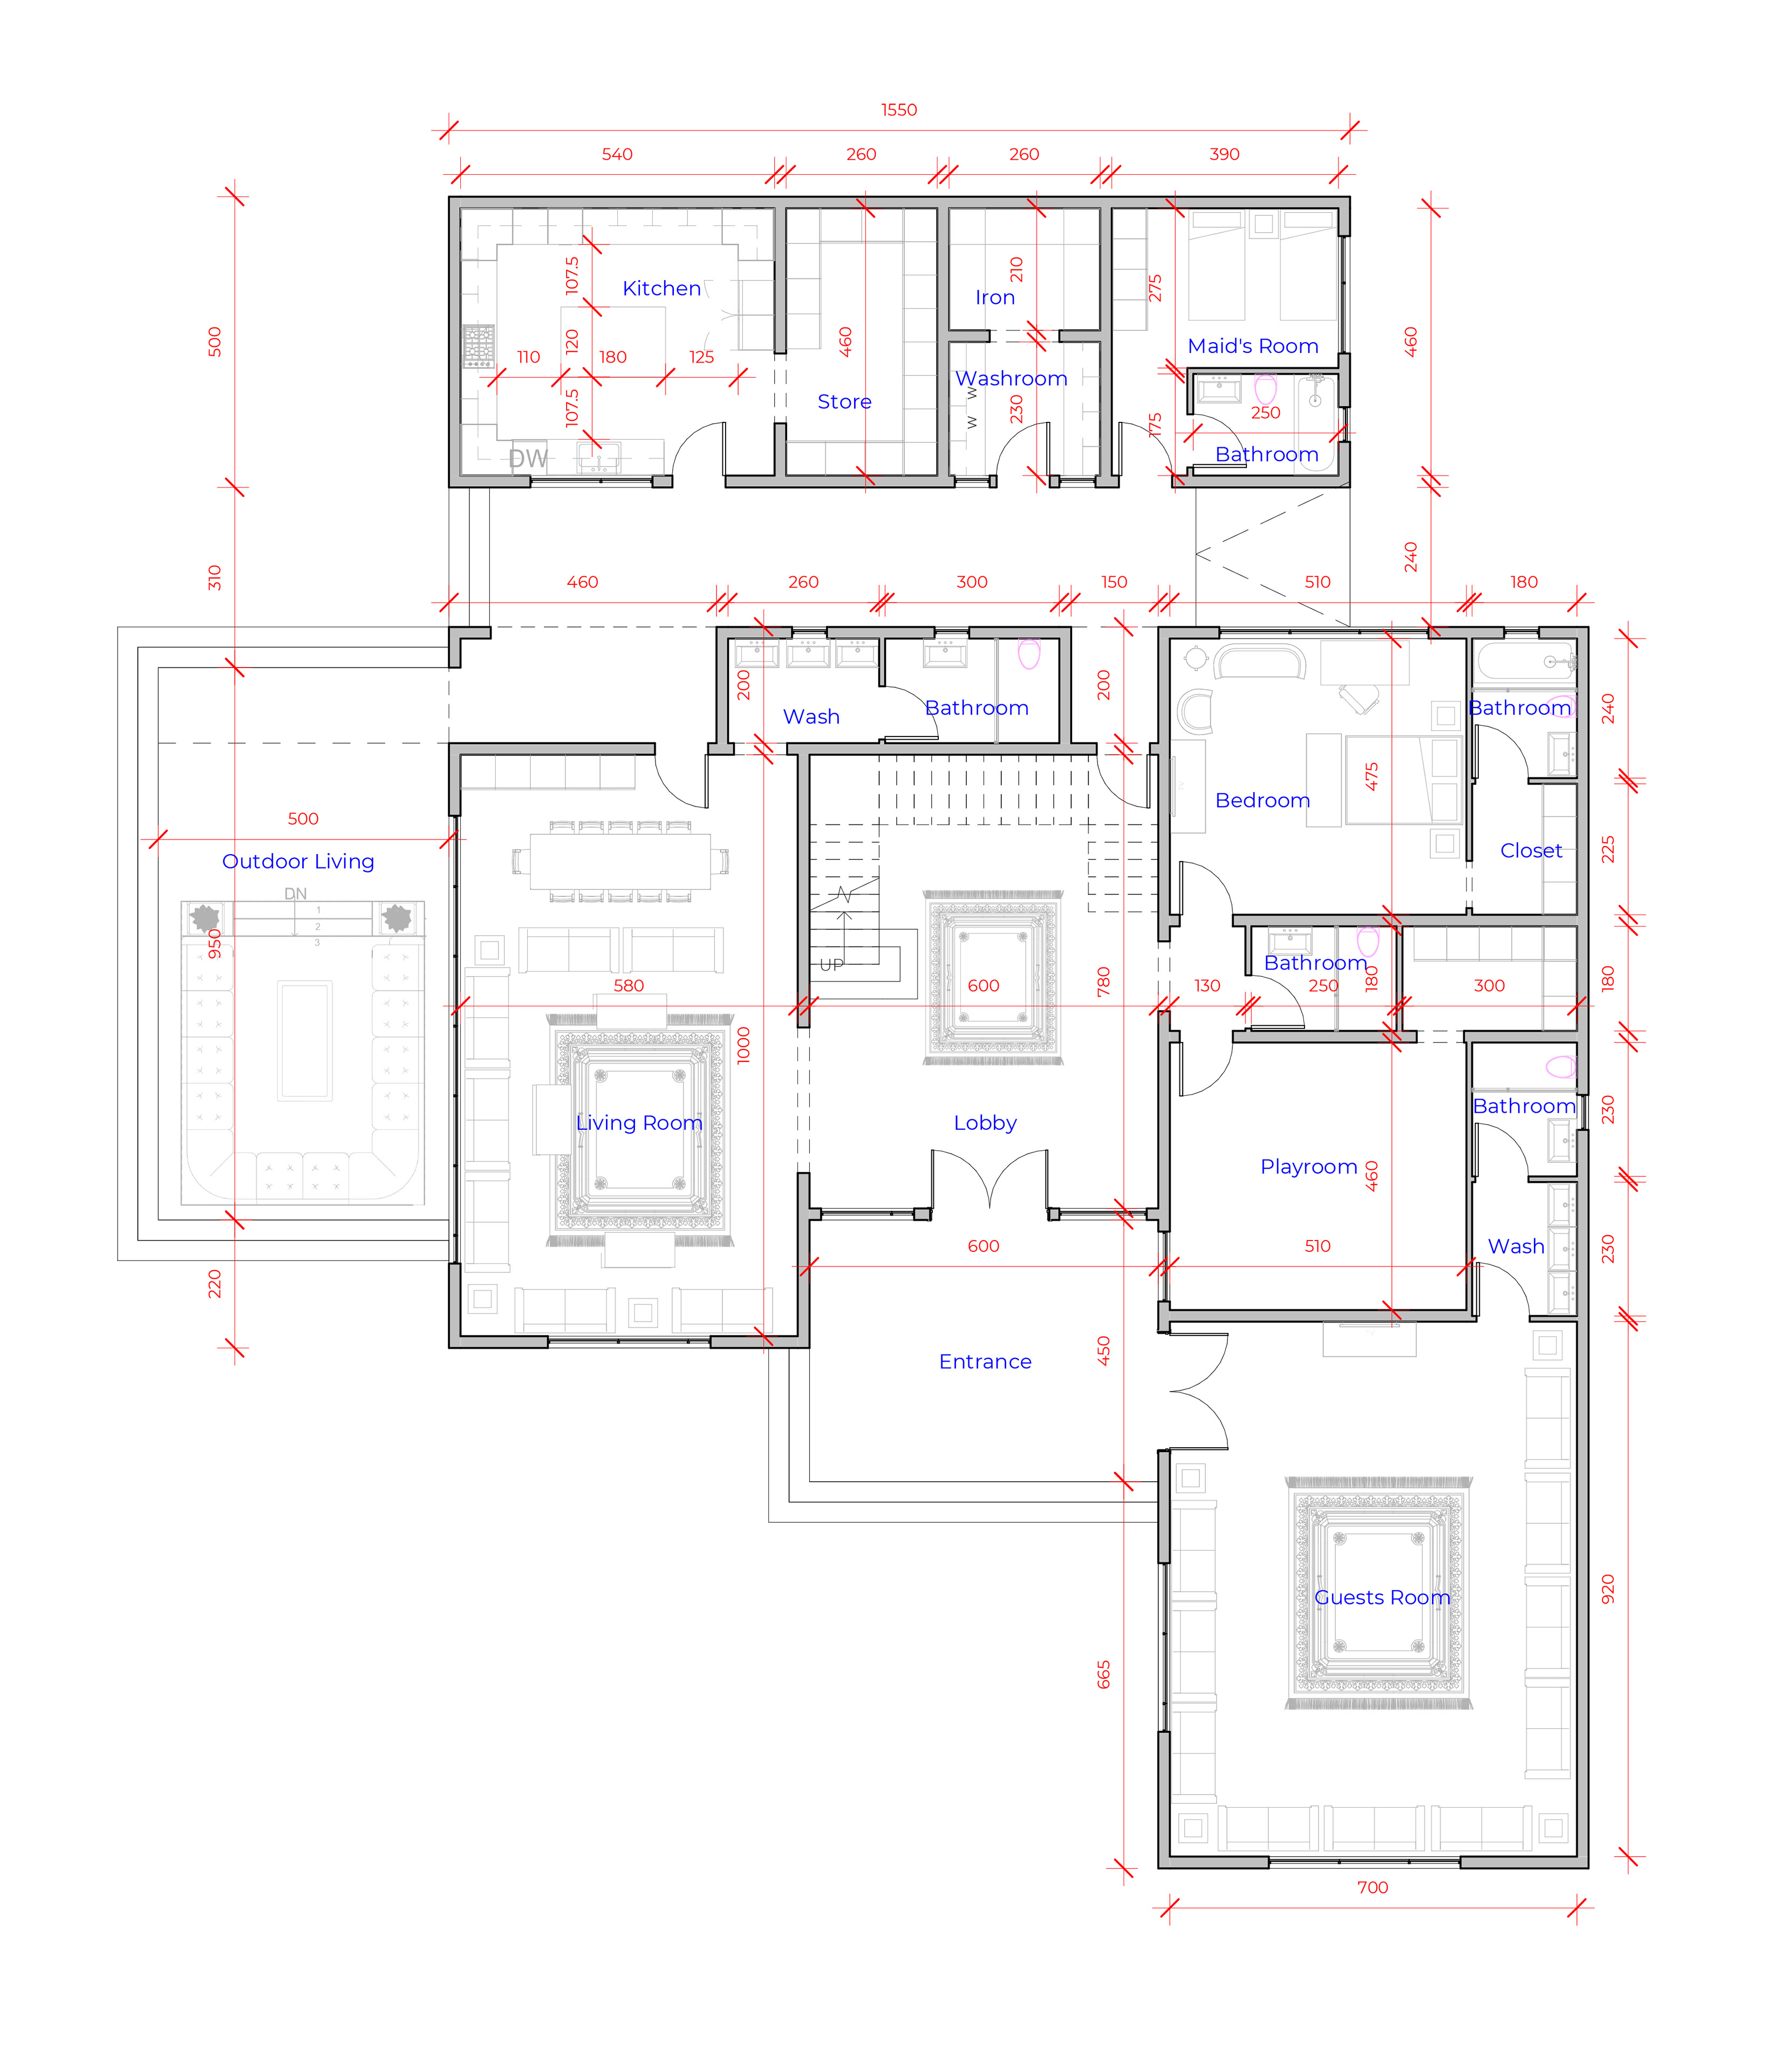 1550
540
260
260
390
500
107.5
Kitchen
210
Iron
275
460
120
110
180
125
460
Maid's Room
Washroom
107.5
Store
W
W
230
175
250
Bathroom
DW
310
240
460
260
300
150
510
180
200
Wash
Bathroom
200
Bathroom
240
475
Bedroom
500
Outdoor Living
Closet
225
DN
1
2
3
950
UP
580
600
780
130
Bathroom
250
180
300
180
1000
Living Room
Lobby
Bathroom
230
Playroom
460
600
510
Wash
230
220
Entrance
450
Guests Room
920
665
700